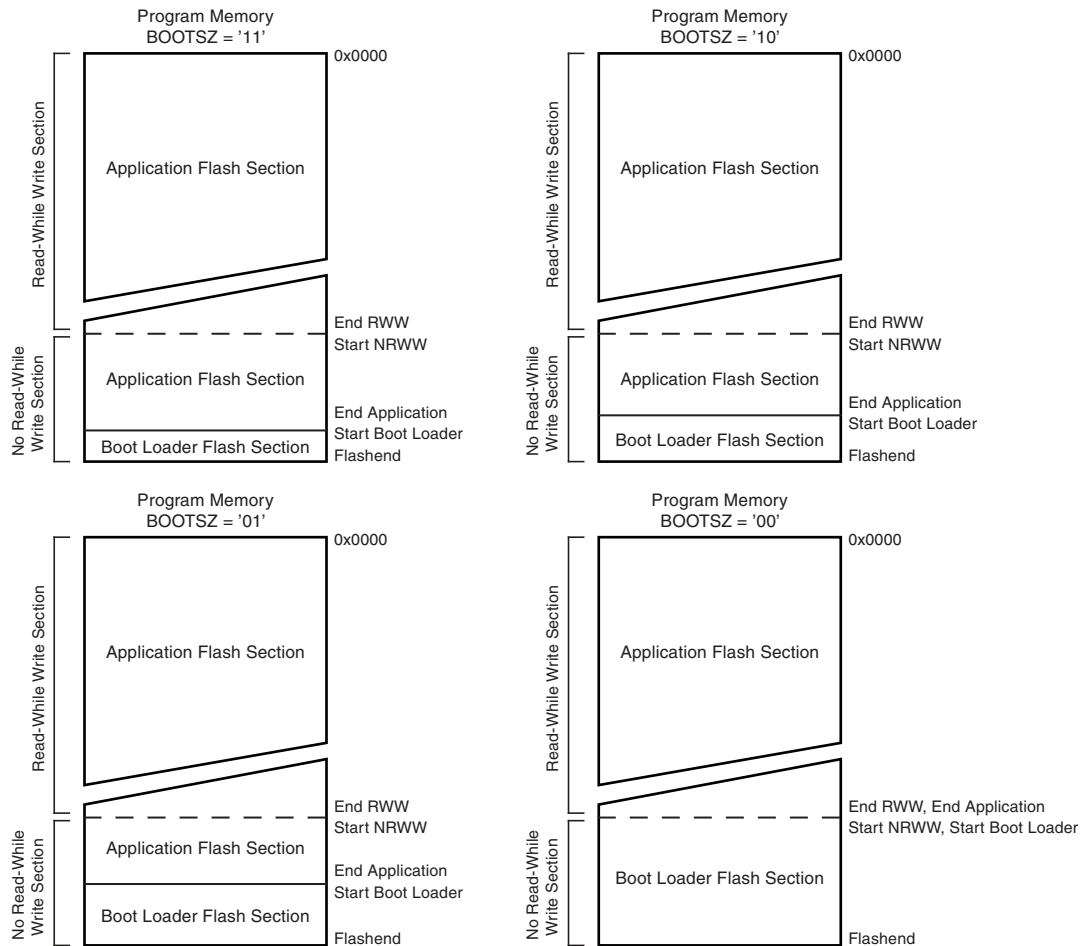 Program Memory
BOOTSZ = '11'
0x0000
Read-While Write Section
Application Flash Section
End RWW
Start NRWW
No Read-While
Write Section
Application Flash Section
End Application
Start Boot Loader
Boot Loader Flash Section
Flashend
Program Memory
BOOTSZ = '10'
0x0000
Read-While Write Section
Application Flash Section
End RWW
Start NRWW
No Read-While
Write Section
Application Flash Section
End Application
Start Boot Loader
Boot Loader Flash Section
Flashend
Program Memory
BOOTSZ = '01'
0x0000
Read-While Write Section
Application Flash Section
End RWW
Start NRWW
No Read-While
Write Section
Application Flash Section
End Application
Start Boot Loader
Boot Loader Flash Section
Flashend
Program Memory
BOOTSZ = '00'
0x0000
Read-While Write Section
Application Flash Section
End RWW, End Application
Start NRWW, Start Boot Loader
No Read-While
Write Section
Boot Loader Flash Section
Flashend